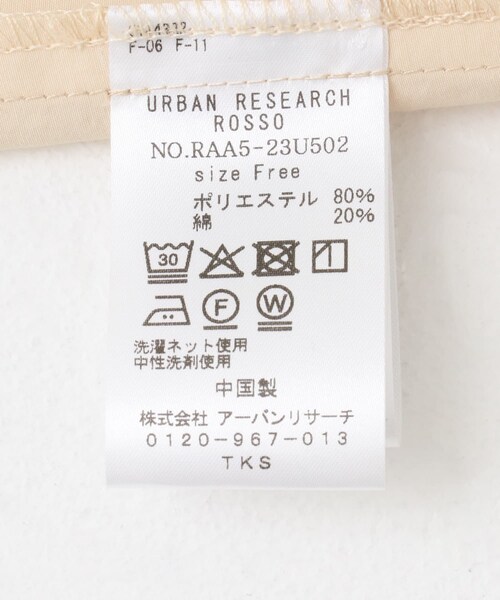 F-06 F-11
URBAN RESEARCH
ROSSO
NO.RAA5-23U502
size Free
ポリエステル 80%
綿 20%
30
F W
洗濯ネット使用
中性洗剤使用
中国製
株式会社 アーバンリサーチ
0120-967-013
TKS